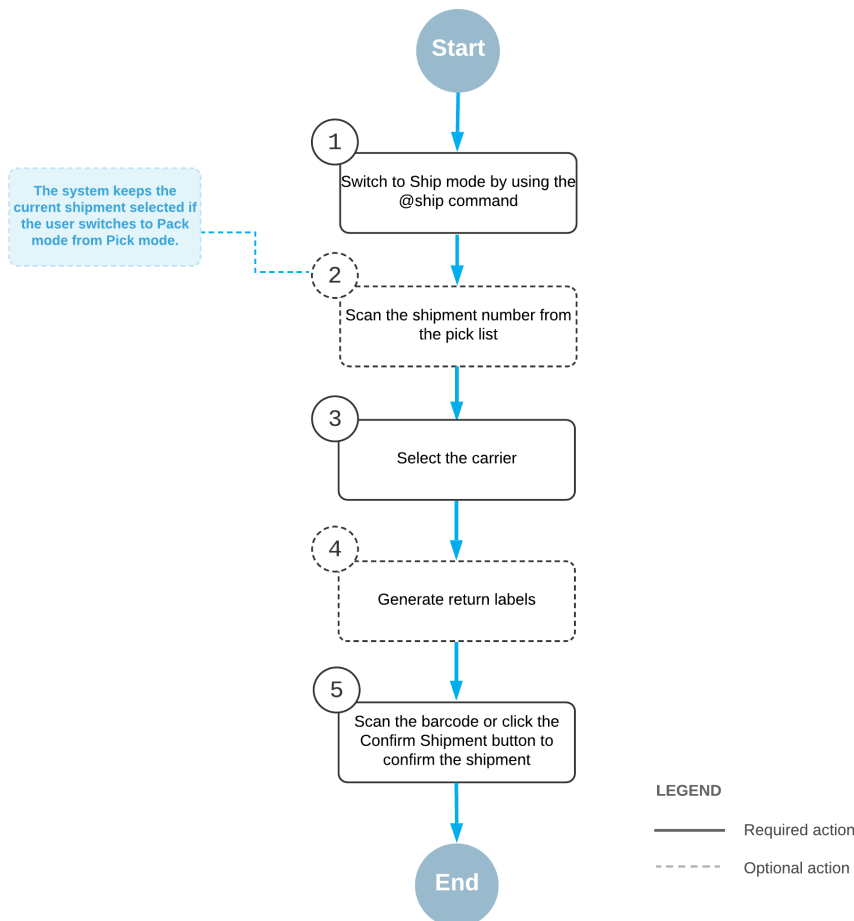 Start
1
Switch to Ship mode by using the
@ship command
The system keeps the
current shipment selected if
the user switches to Pack
mode from Pick mode.
2
Scan the shipment number from
the pick list
3
Select the carrier
4
Generate return labels
5
Scan the barcode or click the
Confirm Shipment button to
confirm the shipment
LEGEND
Required action
Optional action
End